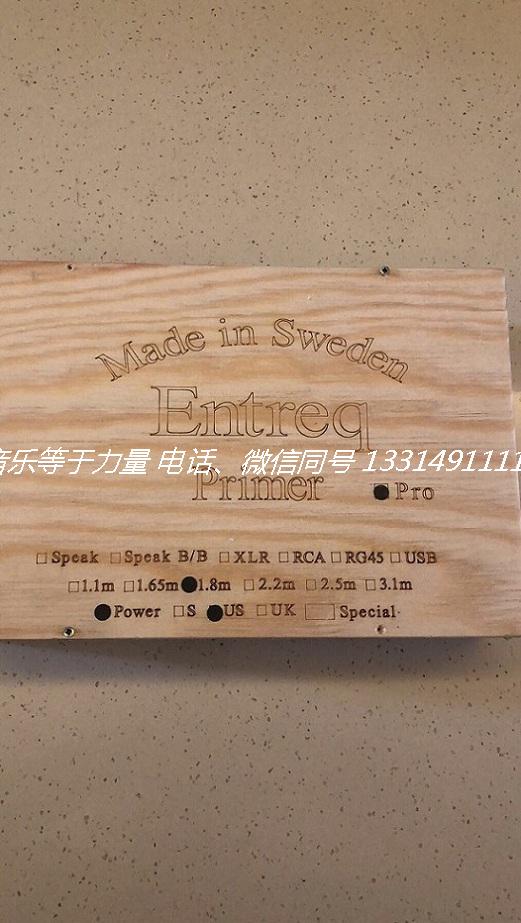 Made in Sweden
Entreq
音乐等于力量 电话、微信同号 1331491111
Primer
Pro
Speak Speak B/B XLR RCA RG45 USB
1.1m 1.65m 1.8m 2.2m 2.5m 3.1m
Power S US UK Special